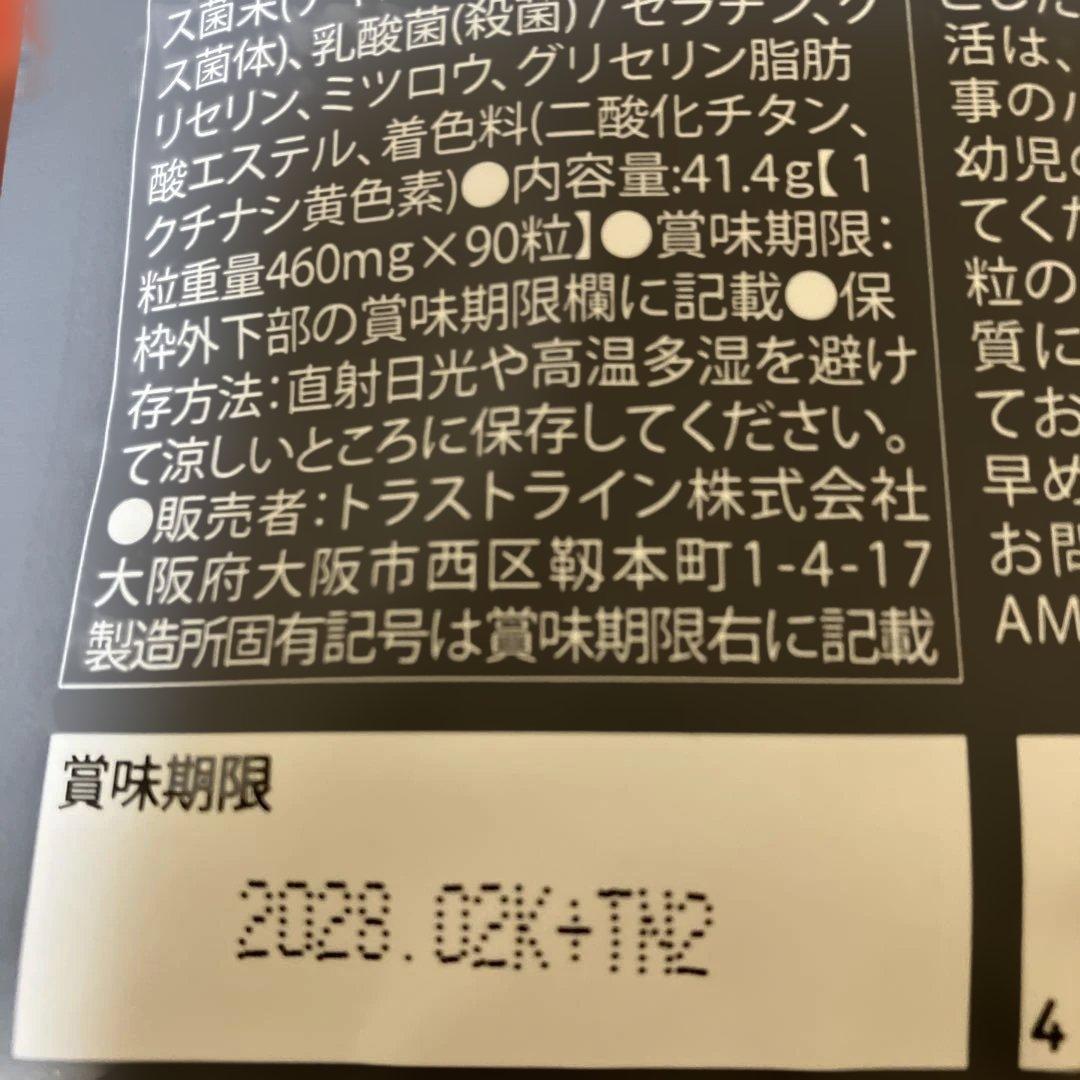 ス菌末(
ス菌体)、乳酸菌(殺菌) / ゼラチン、グ
リセリン、ミツロウ、グリセリン脂肪
酸エステル、着色料(二酸化チタン、
クチナシ黄色素)●内容量:41.4g【1
粒重量460mg×90粒】●賞味期限:
枠外下部の賞味期限欄に記載●保
存方法:直射日光や高温多湿を避け
て涼しいところに保存してください。
●販売者:トラストライン株式会社
大阪府大阪市西区靱本町1-4-17
製造所固有記号は賞味期限右に記載
賞味期限
2028.02K+TN2
活は、
事の
幼児の
てくだ
粒の
質に
てお
早め
お問
AM
4